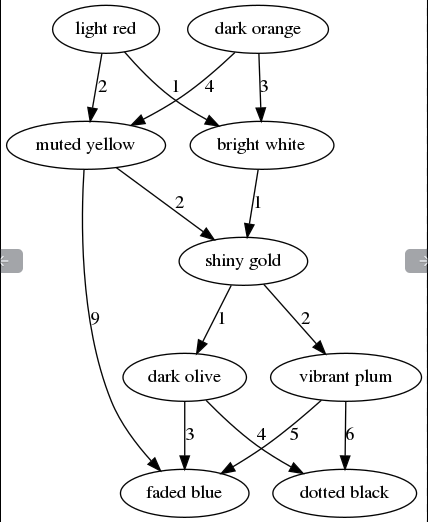 light red
dark orange
2
1
4
3
muted yellow
bright white
2
1
shiny gold
1
2
9
dark olive
vibrant plum
3
4
5
6
faded blue
dotted black